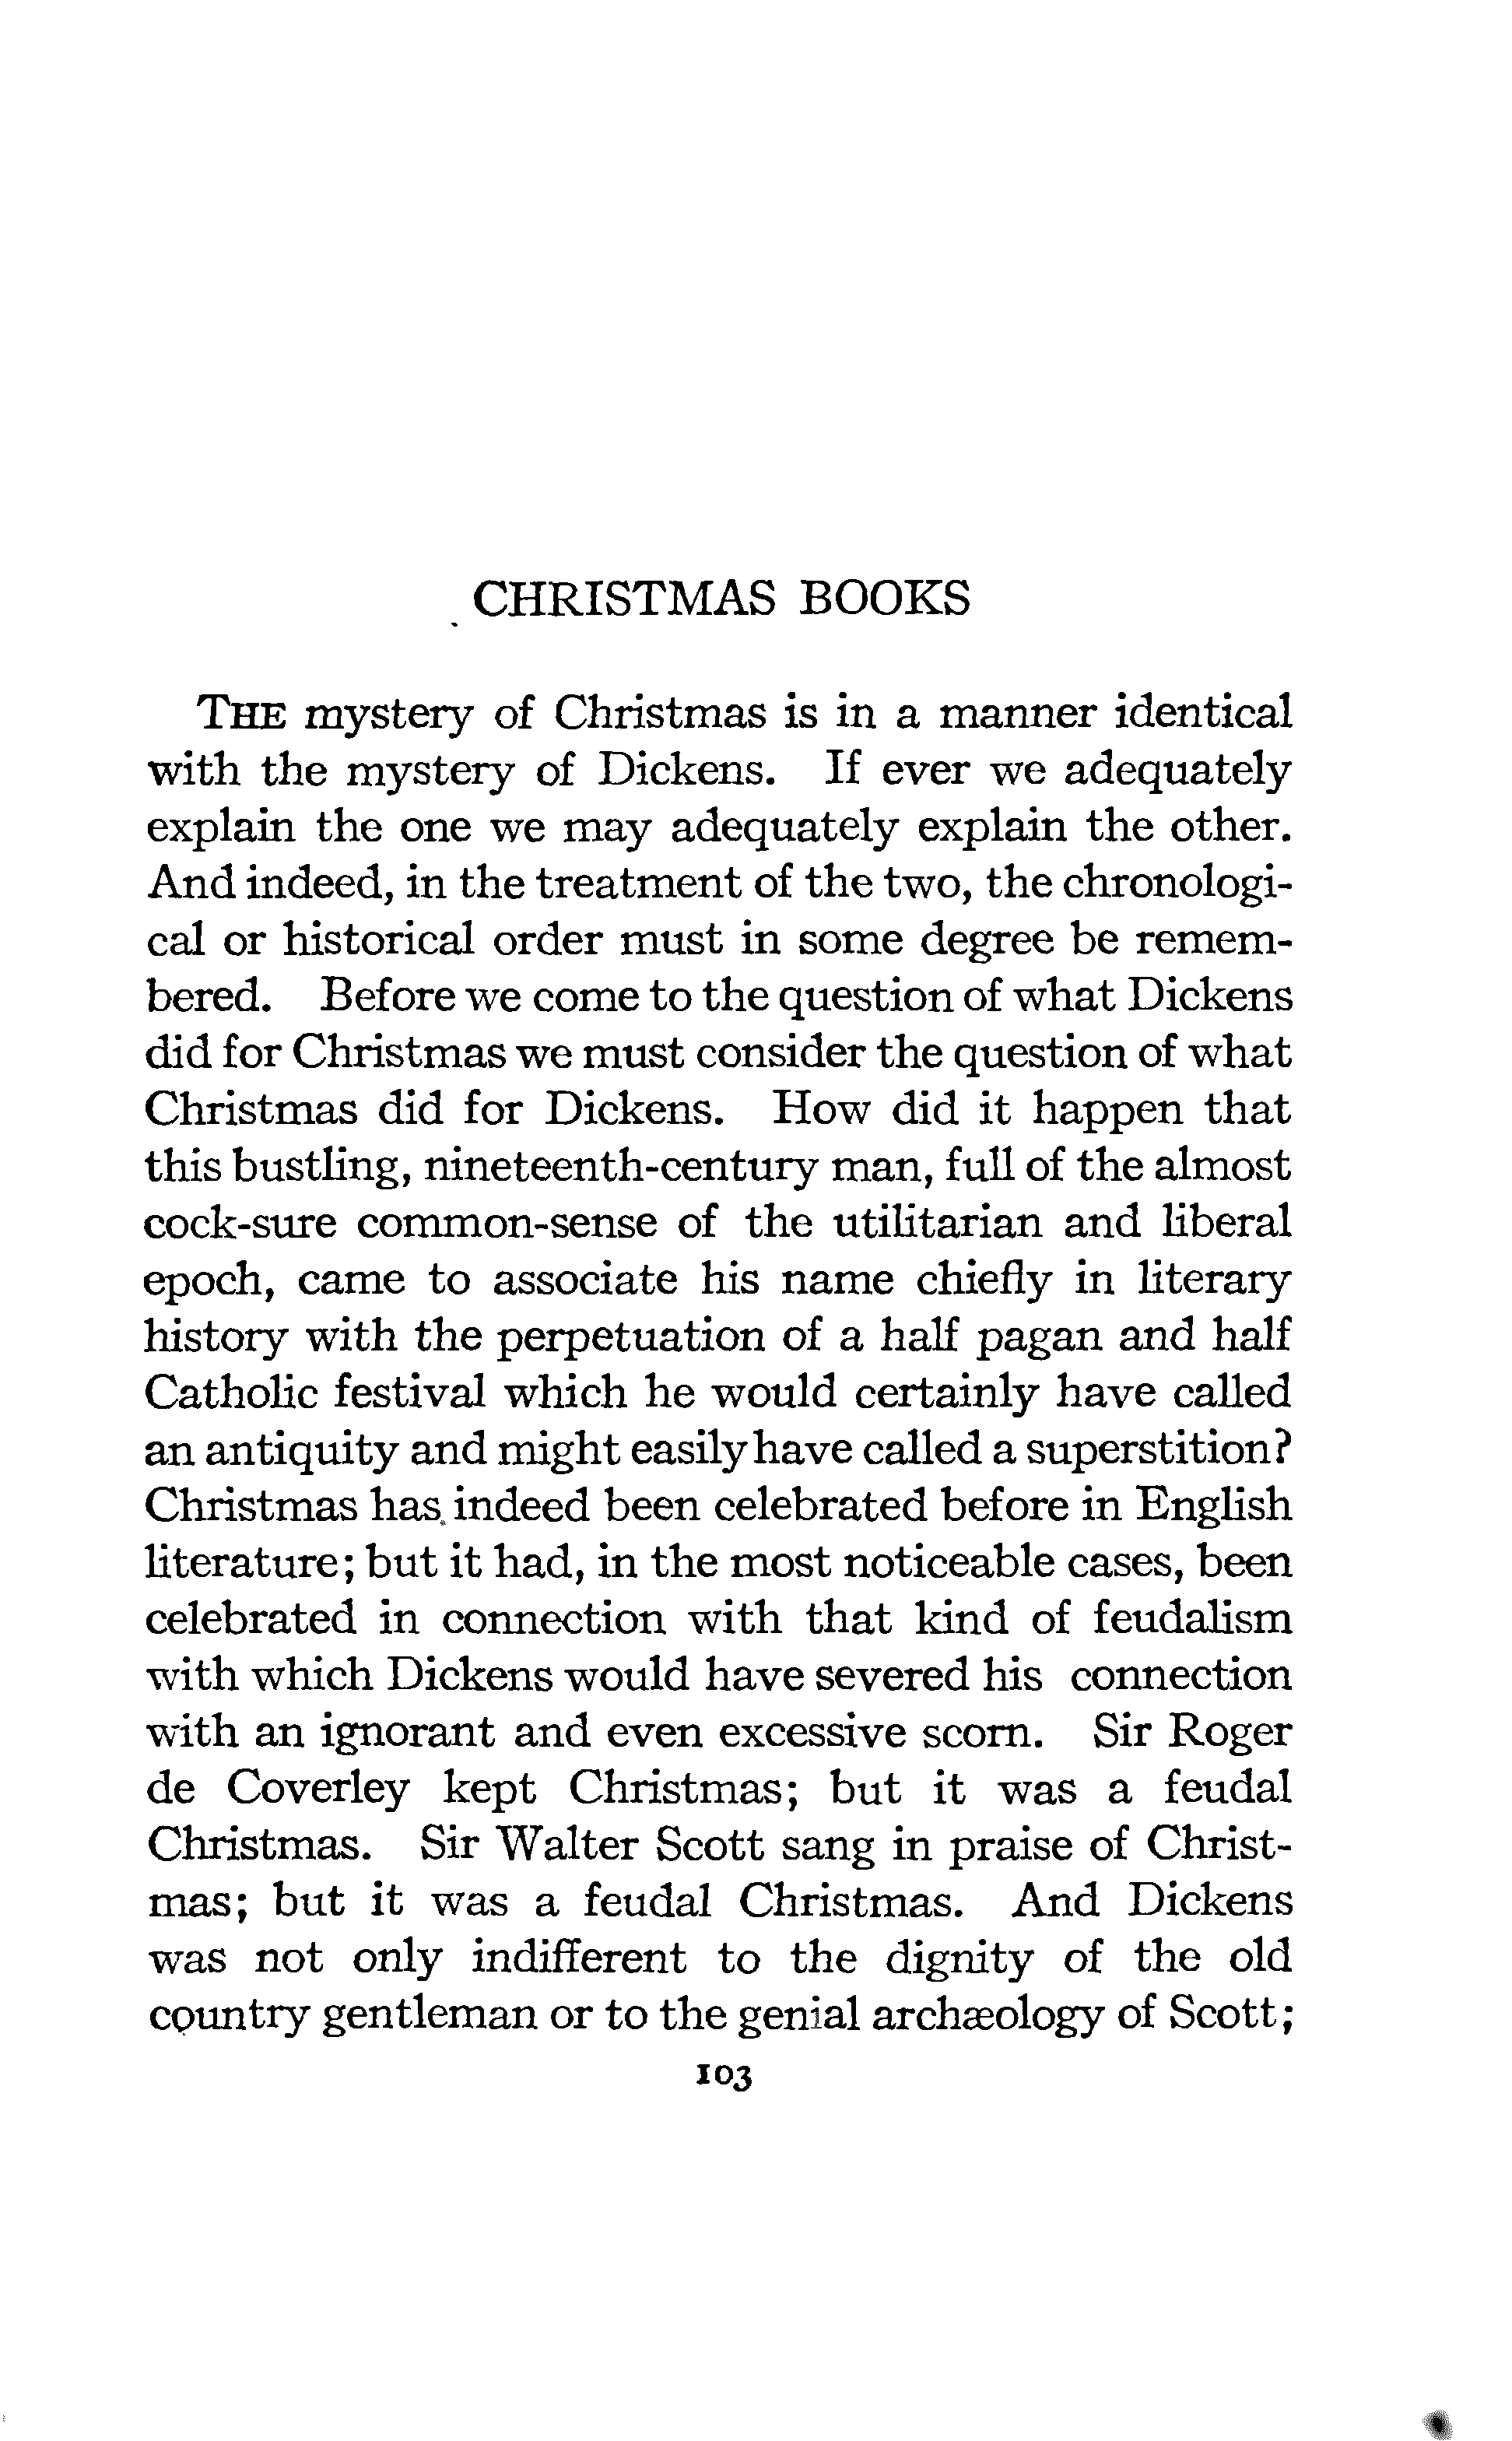 CHRISTMAS BOOKS
THE mystery of Christmas is in a manner identical
with the mystery of Dickens. If ever we adequately
explain the one we may adequately explain the other.
And indeed, in the treatment of the two, the chronologi-
cal or historical order must in some degree be remem-
bered. Before we come to the question of what Dickens
did for Christmas we must consider the question of what
Christmas did for Dickens. How did it happen that
this bustling, nineteenth-century man, full of the almost
cock-sure common-sense of the utilitarian and liberal
epoch, came to associate his name chiefly in literary
history with the perpetuation of a half pagan and half
Catholic festival which he would certainly have called
an antiquity and might easily have called a superstition?
Christmas has indeed been celebrated before in English
literature; but it had, in the most noticeable cases, been
celebrated in connection with that kind of feudalism
with which Dickens would have severed his connection
with an ignorant and even excessive scorn. Sir Roger
de Coverley kept Christmas; but it was a feudal
Christmas. Sir Walter Scott sang in praise of Christ-
mas; but it was a feudal Christmas. And Dickens
was not only indifferent to the dignity of the old
country gentleman or to the genial archæology of Scott;
103